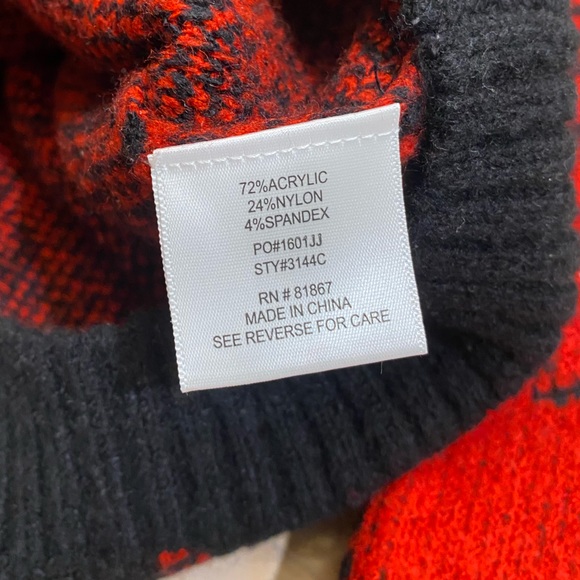 72%ACRYLIC
24%NYLON
4%SPANDEX
PO#1601JJ
STY#3144C
RN # 81867
MADE IN CHINA
SEE REVERSE FOR CARE